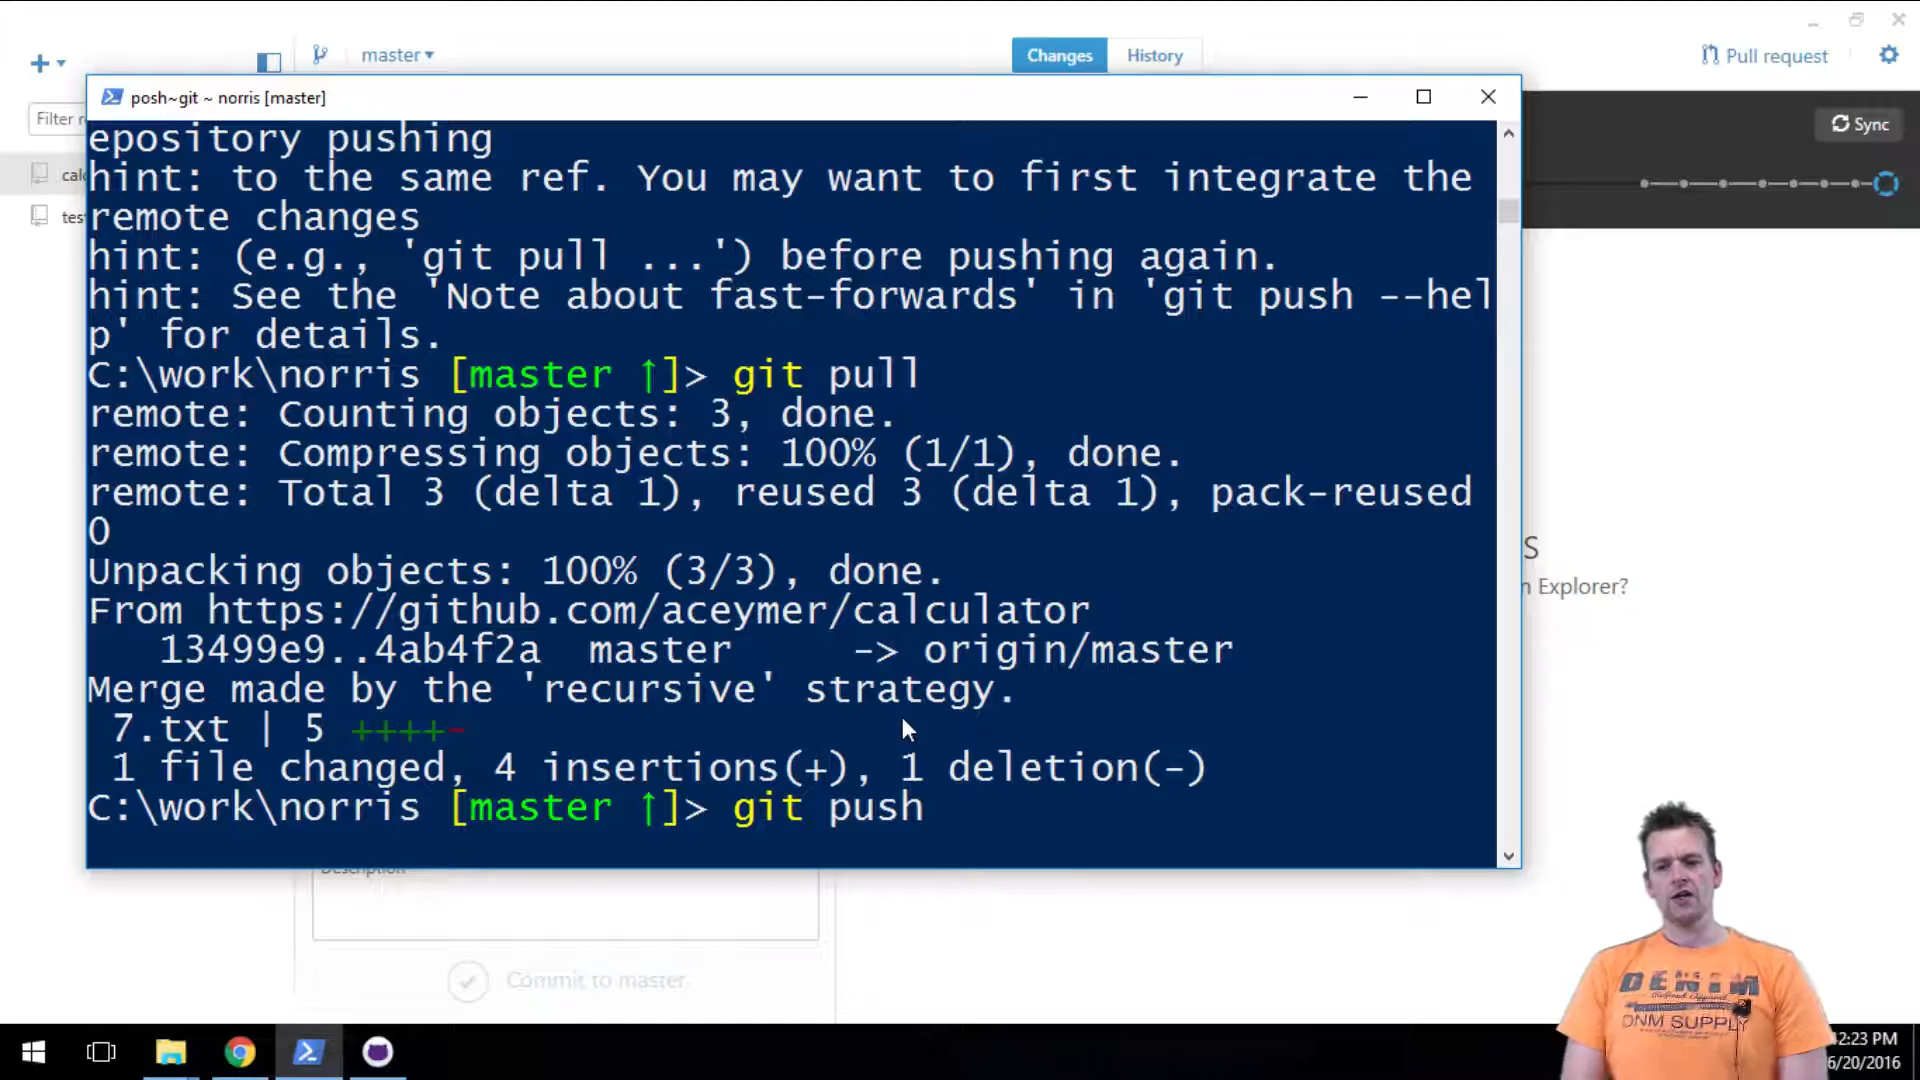 master
Changes
History
Pull request
posh~git ~ norris [master]
Filter r
Sync
epository pushing
hint: to the same ref. You may want to first integrate the
remote changes
hint: (e.g., 'git pull ...') before pushing again.
hint: See the 'Note about fast-forwards' in 'git push --hel
p' for details.
C:\work\norris [master ↑]> git pull
remote: Counting objects: 3, done.
remote: Compressing objects: 100% (1/1), done.
remote: Total 3 (delta 1), reused 3 (delta 1), pack-reused
0
Unpacking objects: 100% (3/3), done.
From https://github.com/aceymer/calculator
13499e9..4ab4f2a master -> origin/master
Merge made by the 'recursive' strategy.
7.txt | 5 ++++-
1 file changed, 4 insertions(+), 1 deletion(-)
C:\work\norris [master ↑]> git push
calc
test
s
n Explorer?
Description
Commit to master.
DENIM
DNM SUPPLY
2:23 PM
6/20/2016